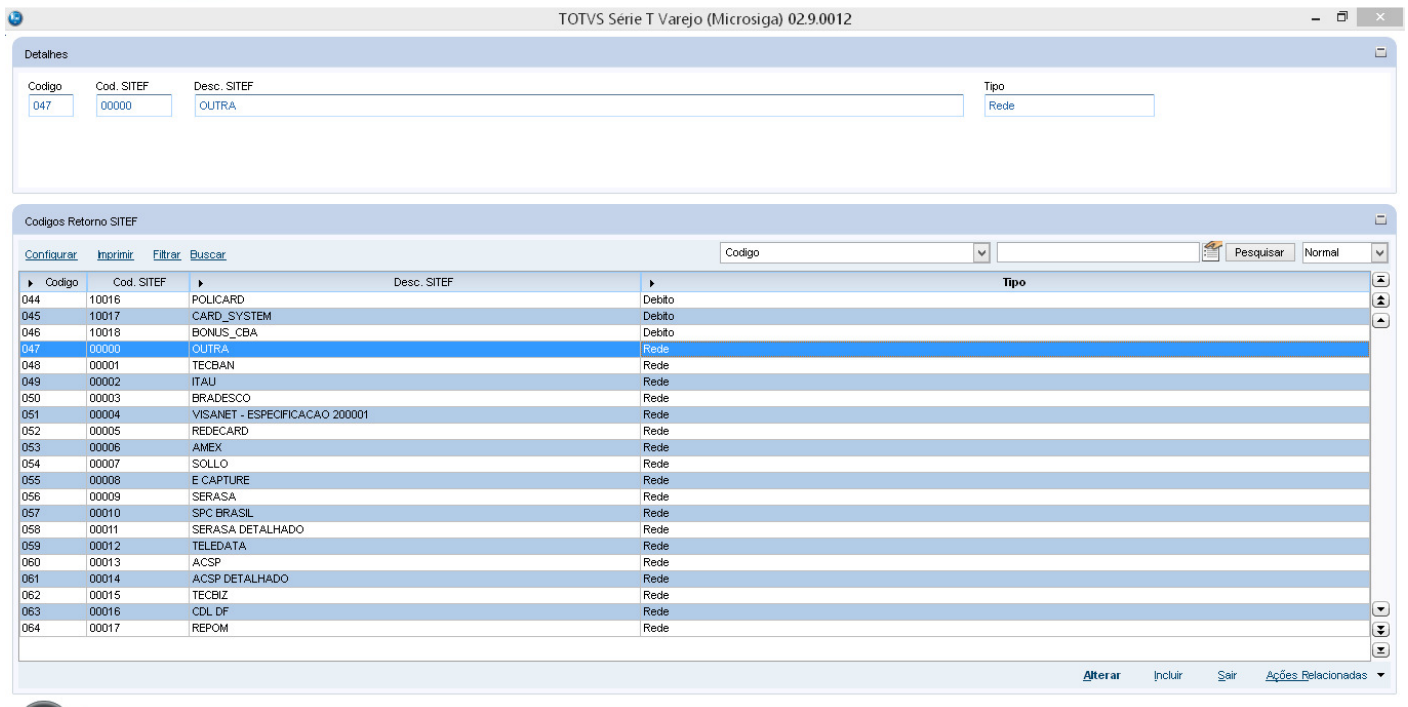 TOTVS Série T Varejo (Microsiga) 02.9.0012
Detalhes
Codigo Cod. SITEF Desc. SITEF Tipo
047 00000 OUTRA Rede
Codigos Retorno SITEF
Configurar Imprimir Filtrar Buscar Codigo Pesquisar Normal
Codigo Cod. SITEF Desc. SITEF Tipo
044 10016 POLICARD Debito
045 10017 CARD_SYSTEM Debito
046 10018 BONUS_CBA Debito
047 00000 OUTRA Rede
048 00001 TECBAN Rede
049 00002 ITAU Rede
050 00003 BRADESCO Rede
051 00004 VISANET - ESPECIFICACAO 200001 Rede
052 00005 REDECARD Rede
053 00006 AMEX Rede
054 00007 SOLLO Rede
055 00008 E CAPTURE Rede
056 00009 SERASA Rede
057 00010 SPC BRASIL Rede
058 00011 SERASA DETALHADO Rede
059 00012 TELEDATA Rede
060 00013 ACSP Rede
061 00014 ACSP DETALHADO Rede
062 00015 TECBIZ Rede
063 00016 CDL DF Rede
064 00017 REPOM Rede
Alterar Incluir Sair Ações Relacionadas